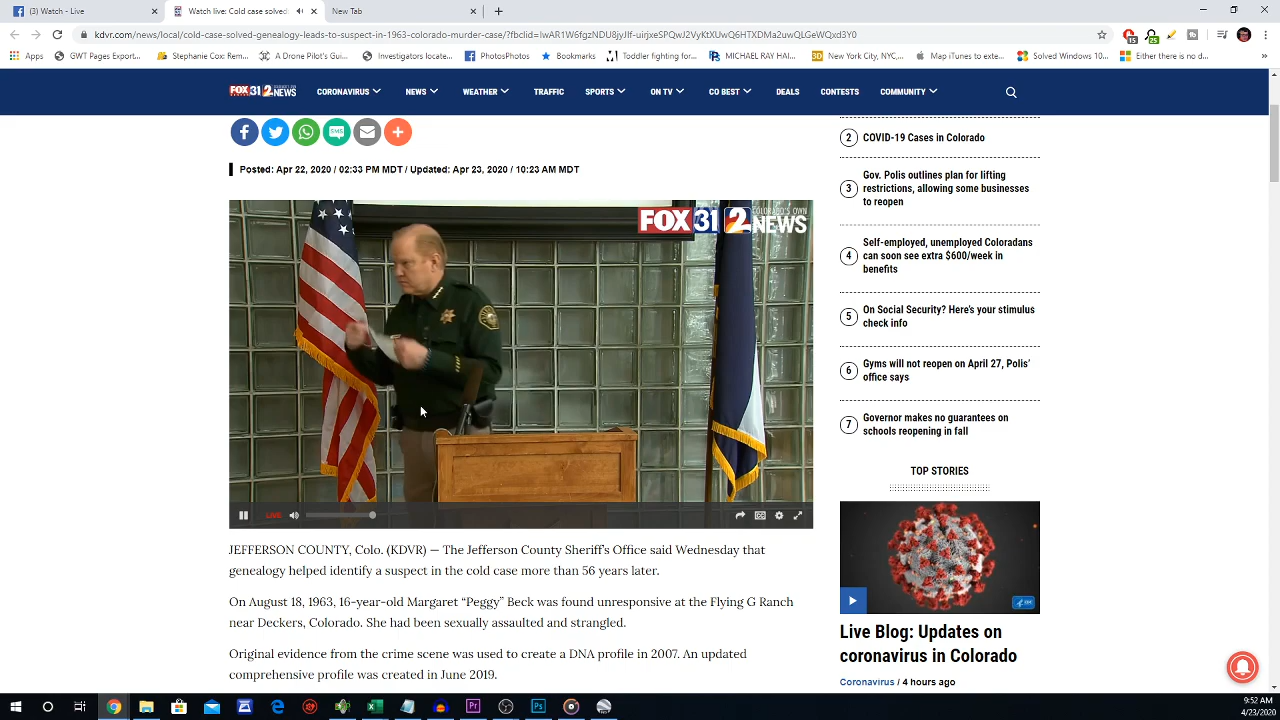 (3) Watch - Live
Watch live: Cold case solved:
New Tab
kdvr.com/news/local/cold-case-solved-genealogy-leads-to-suspect-in-1963-colorado-murder-case/?fbclid=
Apps
GWT Pages Export...
Stephanie Cox: Rem...
A Drone Pilot's Gui...
Investigators locate...
PhotosPhotos
Bookmarks
Toddler fighting for...
MICHAEL RAY HAI...
New York City, NYC,...
Map iTunes to exte...
Solved Windows 10...
Either there is no d...
FOX 31 2 NEWS
CORONAVIRUS
NEWS
WEATHER
TRAFFIC
SPORTS
ON TV
CO BEST
DEALS
CONTESTS
COMMUNITY
SMS
Posted: Apr 22, 2020 / 02:33 PM MDT / Updated: Apr 23, 2020 / 10:23 AM MDT
COLORADO'S OWN
FOX 31 2 NEWS
LIVE
CC
JEFFERSON COUNTY, Colo. (KDVR) — The Jefferson County Sheriff's Office said Wednesday that
genealogy helped identify a suspect in the cold case more than 56 years later.
On August 18, 1963, 16-year-old Margaret “Peggy” Beck was found unresponsive at the Flying G Ranch
near Deckers, Colorado. She had been sexually assaulted and strangled.
Original evidence from the crime scene was used to create a DNA profile in 2007. An updated
comprehensive profile was created in June 2019.
2 COVID-19 Cases in Colorado
Gov. Polis outlines plan for lifting
3 restrictions, allowing some businesses
to reopen
Self-employed, unemployed Coloradans
4 can soon see extra $600/week in
benefits
5 On Social Security? Here's your stimulus
check info
6 Gyms will not reopen on April 27, Polis'
office says
7 Governor makes no guarantees on
schools reopening in fall
TOP STORIES
Live Blog: Updates on
coronavirus in Colorado
Coronavirus / 4 hours ago
9:52 AM
4/23/2020